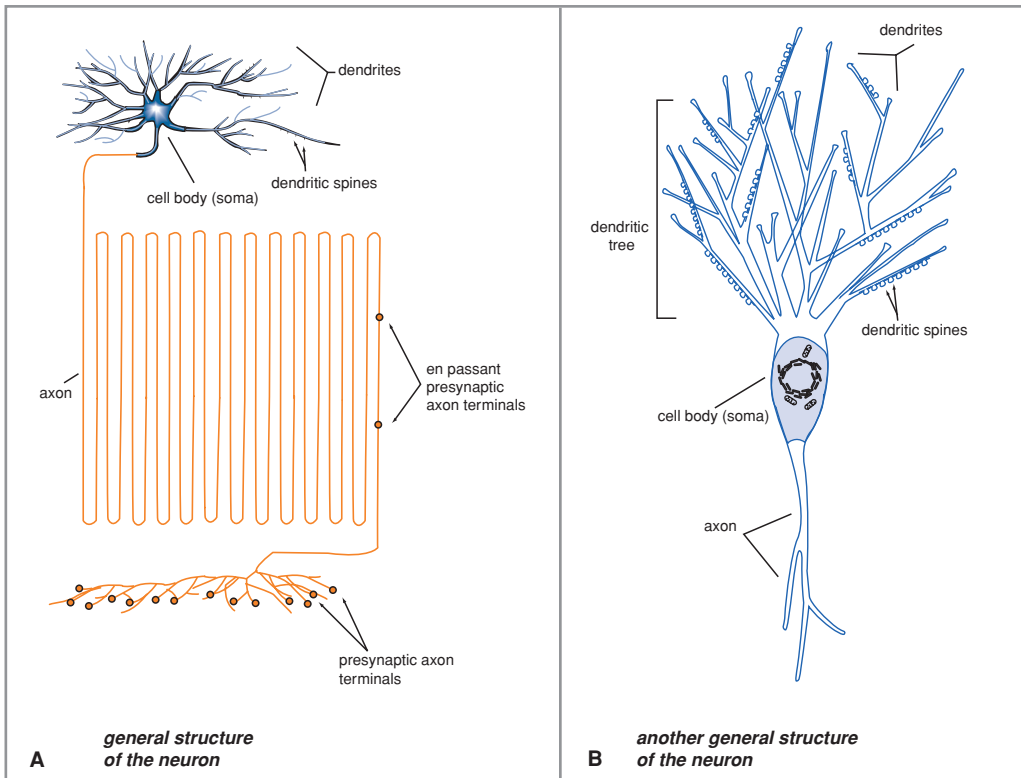 dendrites
dendritic spines
cell body (soma)
axon
en passant
presynaptic
axon terminals
presynaptic axon
terminals
A
general structure
of the neuron
dendrites
dendritic
tree
dendritic spines
cell body (soma)
axon
B
another general structure
of the neuron